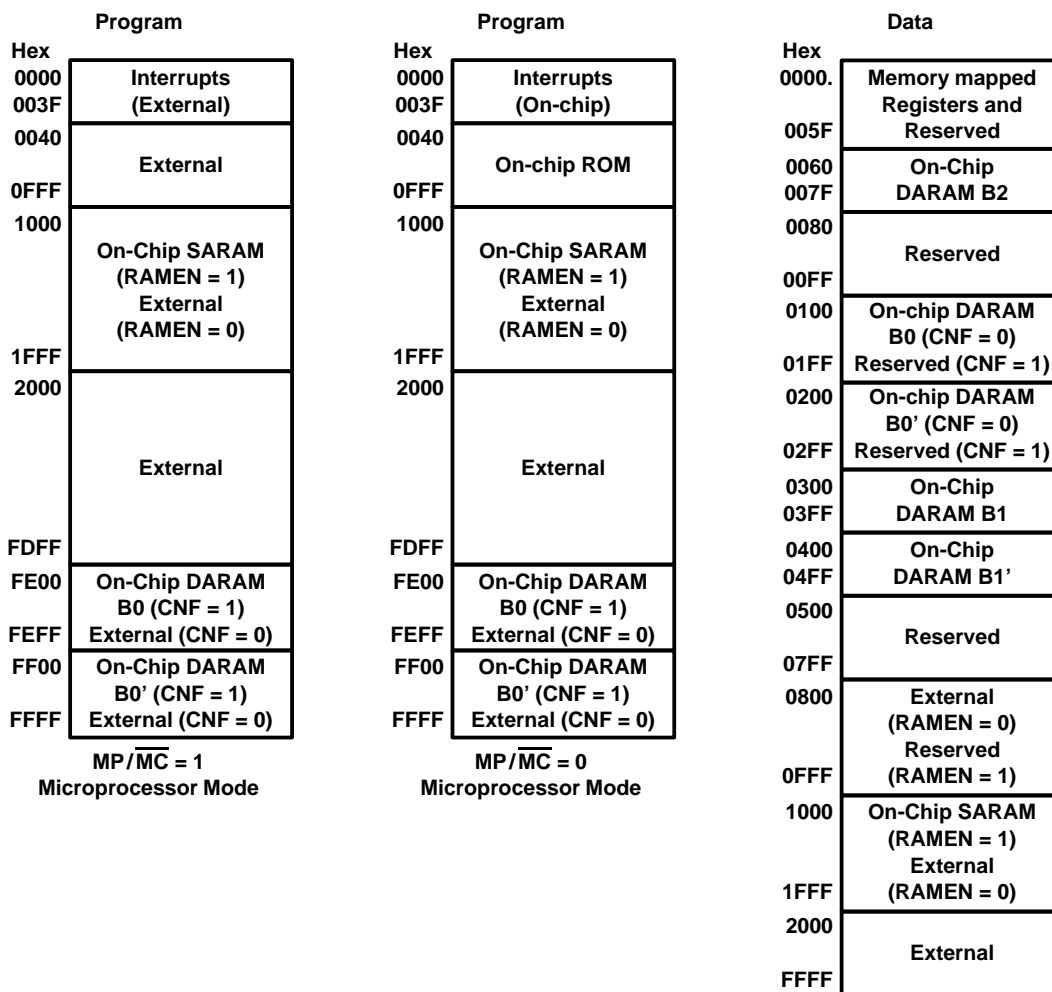 Program
Hex
0000
Interrupts
003F
(External)
0040
External
0FFF
1000
On-Chip SARAM
(RAMEN = 1)
External
(RAMEN = 0)
1FFF
2000
External
FDFF
FE00
On-Chip DARAM
B0 (CNF = 1)
FEFF
External (CNF = 0)
FF00
On-Chip DARAM
B0' (CNF = 1)
FFFF
External (CNF = 0)
MP/MC = 1
Microprocessor Mode
Program
Hex
0000
Interrupts
003F
(On-chip)
0040
On-chip ROM
0FFF
1000
On-Chip SARAM
(RAMEN = 1)
External
(RAMEN = 0)
1FFF
2000
External
FDFF
FE00
On-Chip DARAM
B0 (CNF = 1)
FEFF
External (CNF = 0)
FF00
On-Chip DARAM
B0' (CNF = 1)
FFFF
External (CNF = 0)
MP/MC = 0
Microprocessor Mode
Data
Hex
0000.
Memory mapped
Registers and
005F
Reserved
0060
On-Chip
007F
DARAM B2
0080
Reserved
00FF
0100
On-chip DARAM
B0 (CNF = 0)
01FF
Reserved (CNF = 1)
0200
On-chip DARAM
B0' (CNF = 0)
02FF
Reserved (CNF = 1)
0300
On-Chip
03FF
DARAM B1
0400
On-Chip
04FF
DARAM B1'
0500
Reserved
07FF
0800
External
(RAMEN = 0)
Reserved
0FFF
(RAMEN = 1)
1000
On-Chip SARAM
(RAMEN = 1)
External
1FFF
(RAMEN = 0)
2000
External
FFFF